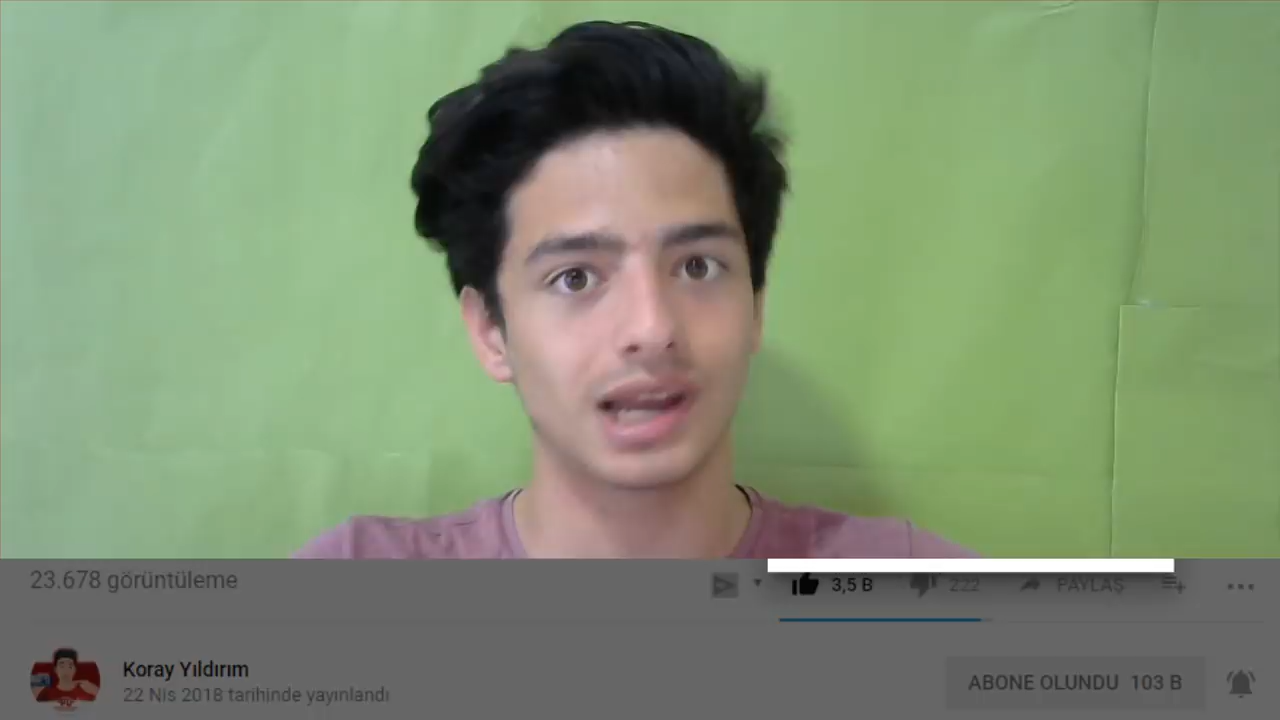 23.678 görüntüleme
3,5 B 222 PAYLAŞ
Koray Yıldırım
22 Nis 2018 tarihinde yayınlandı
ABONE OLUNDU 103 B